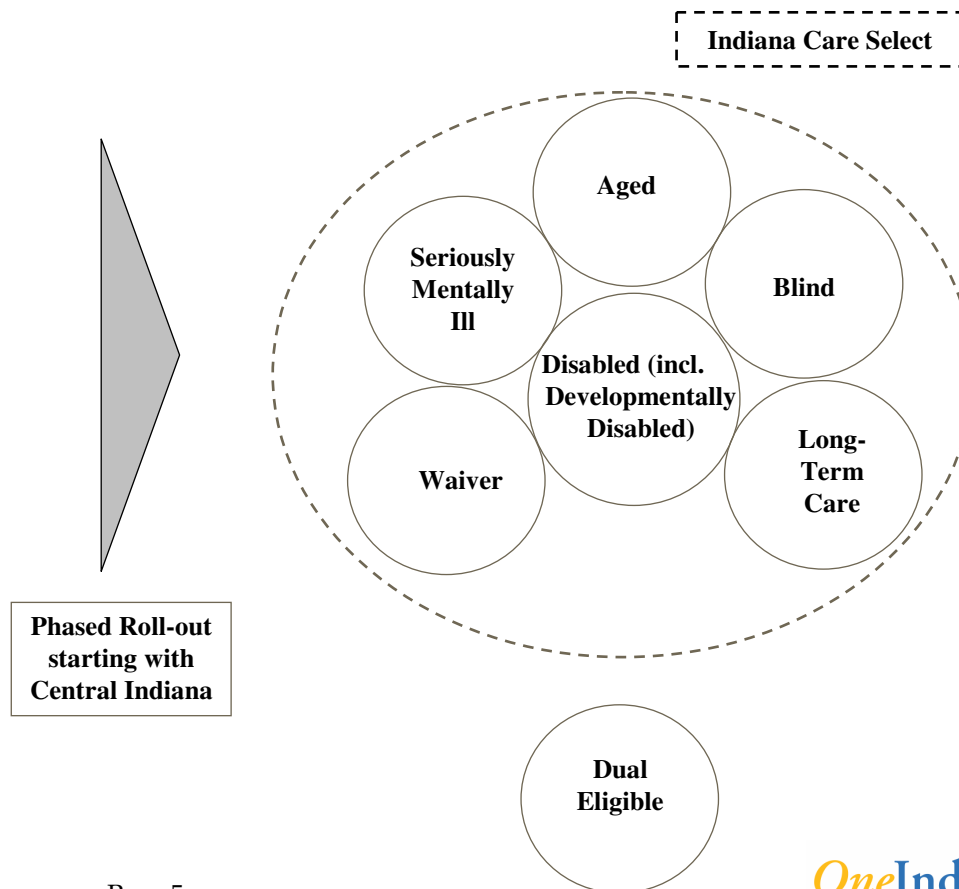 Indiana Care Select
Aged
Seriously
Mentally
Ill
Blind
Disabled (incl.
Developmentally
Disabled)
Waiver
Long-
Term
Care
Phased Roll-out
starting with
Central Indiana
Dual
Eligible
OneInd